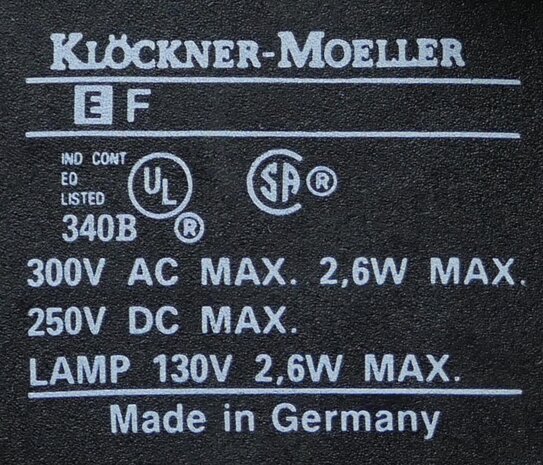 KLÖCKNER-MOELLER
E F
IND CONT
EQ
LISTED
UL
SA ®
340B ®
300V AC MAX. 2,6W MAX.
250V DC MAX.
LAMP 130V 2,6W MAX.
Made in Germany